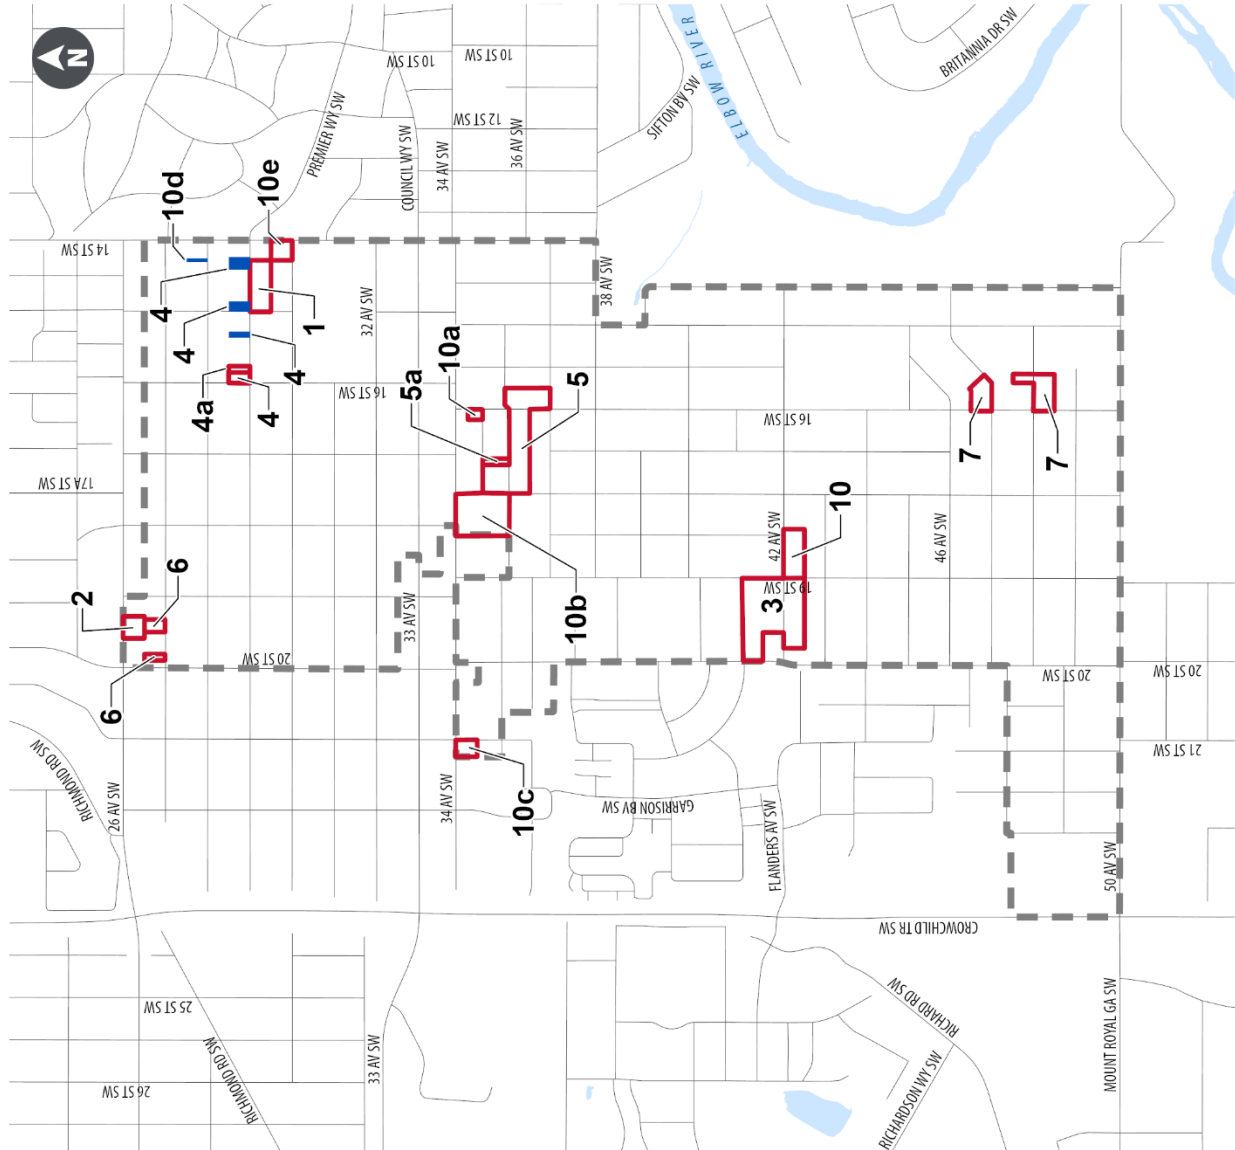 N
10 ST SW
10 ST SW
BRITANNIA DR SW
ELBOW RIVER
SIFTON BV SW
12 ST SW
PREMIER WY SW
COUNCIL WY SW
34 AV SW
36 AV SW
10d
10e
14 ST SW
4
38 AV SW
4
1
32 AV SW
4
10a
4a
4
16 ST SW
5a
5
16 ST SW
7
7
17A ST SW
10
42 AV SW
46 AV SW
2
6
33 AV SW
10b
3
19 ST SW
20 ST SW
20 ST SW
20 ST SW
6
21 ST SW
RICHMOND RD SW
26 AV SW
34 AV SW
10c
GARRISON BV SW
FLANDERS AV SW
50 AV SW
CROWCHILD TR SW
25 ST SW
RICHARD RD SW
26 ST SW
RICHMOND RD SW
33 AV SW
RICHARDSON WY SW
MOUNT ROYAL GA SW